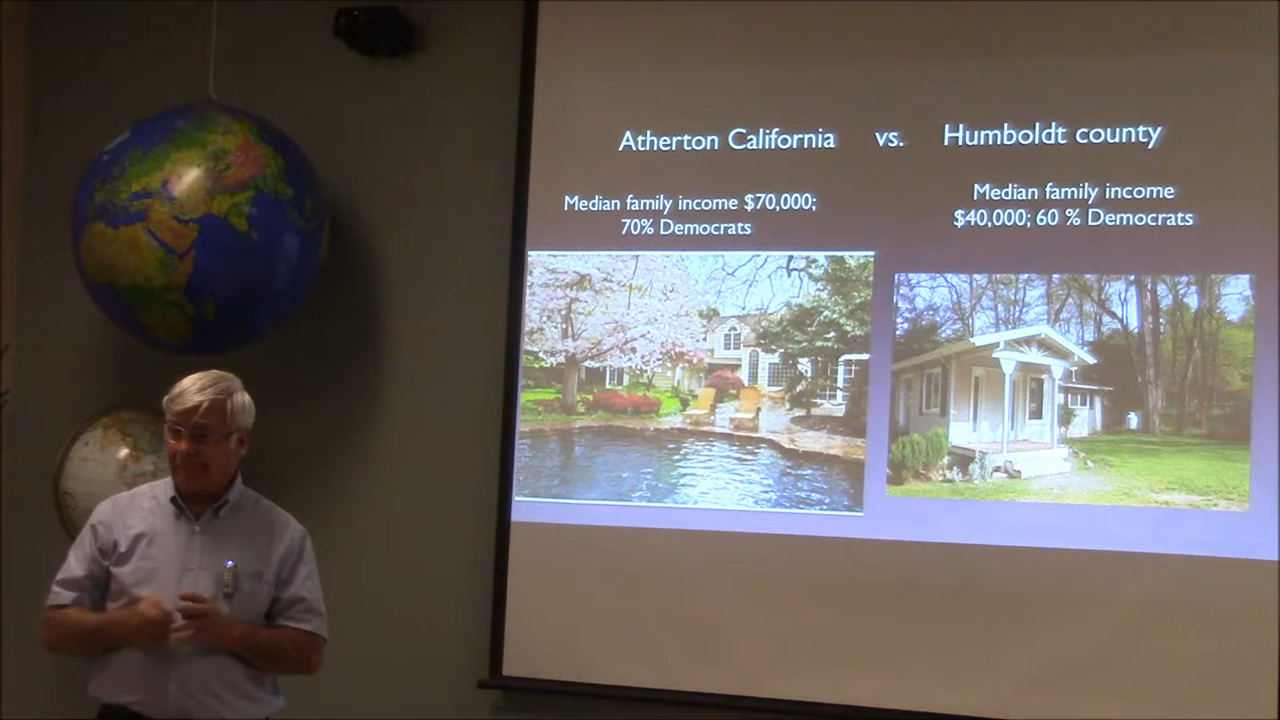 Atherton California vs. Humboldt county
Median family income $70,000;
70% Democrats
Median family income
$40,000; 60 % Democrats